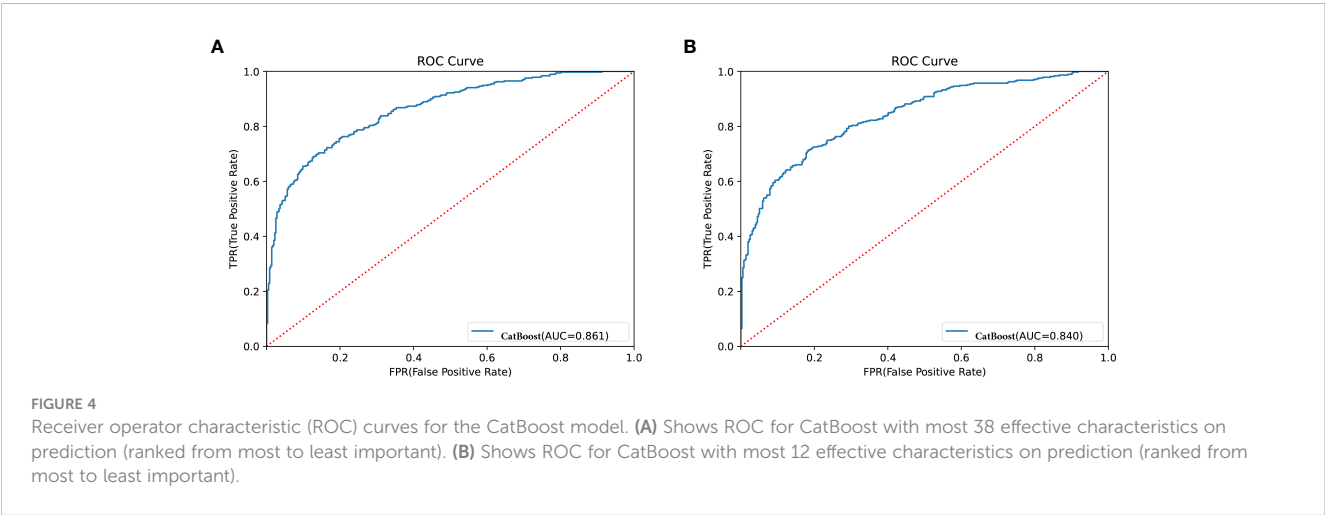 A
ROC Curve
1.0
0.8
0.6
0.4
0.2
0.0
TPR(True Positive Rate)
0.2 0.4 0.6 0.8 1.0
FPR(False Positive Rate)
CatBoost(AUC=0.861)
B
ROC Curve
1.0
0.8
0.6
0.4
0.2
0.0
TPR(True Positive Rate)
0.2 0.4 0.6 0.8 1.0
FPR(False Positive Rate)
CatBoost(AUC=0.840)
FIGURE 4
Receiver operator characteristic (ROC) curves for the CatBoost model. (A) Shows ROC for CatBoost with most 38 effective characteristics on
prediction (ranked from most to least important). (B) Shows ROC for CatBoost with most 12 effective characteristics on prediction (ranked from
most to least important).